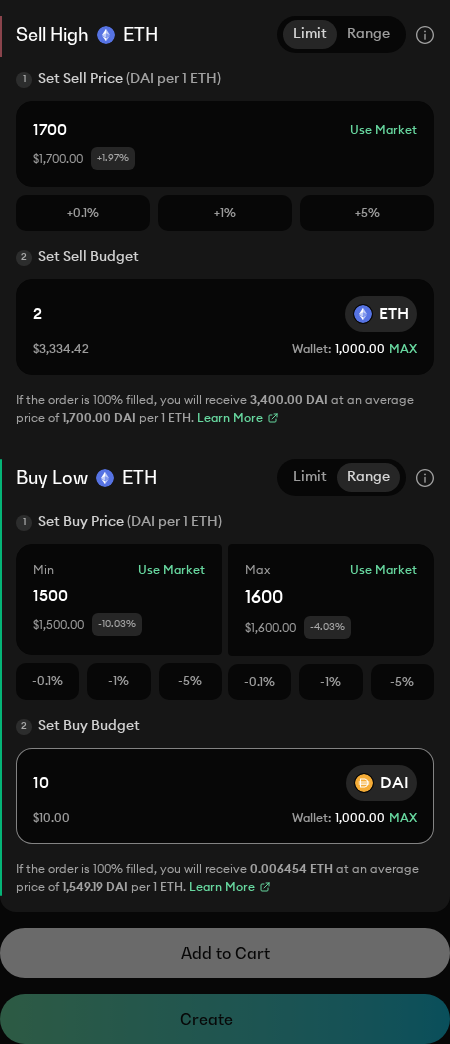 Sell High ETH Limit Range
1 Set Sell Price (DAI per 1 ETH)
1700 Use Market
$1,700.00 +1.97%
+0.1% +1% +5%
2 Set Sell Budget
2 ETH
$3,334.42 Wallet: 1,000.00 MAX
If the order is 100% filled, you will receive 3,400.00 DAI at an average
price of 1,700.00 DAI per 1 ETH. Learn More
Buy Low ETH Limit Range
1 Set Buy Price (DAI per 1 ETH)
Min Use Market Max Use Market
1500 1600
$1,500.00 -10.03% $1,600.00 -4.03%
-0.1% -1% -5% -0.1% -1% -5%
2 Set Buy Budget
10 DAI
$10.00 Wallet: 1,000.00 MAX
If the order is 100% filled, you will receive 0.006454 ETH at an average
price of 1,549.19 DAI per 1 ETH. Learn More
Add to Cart
Create